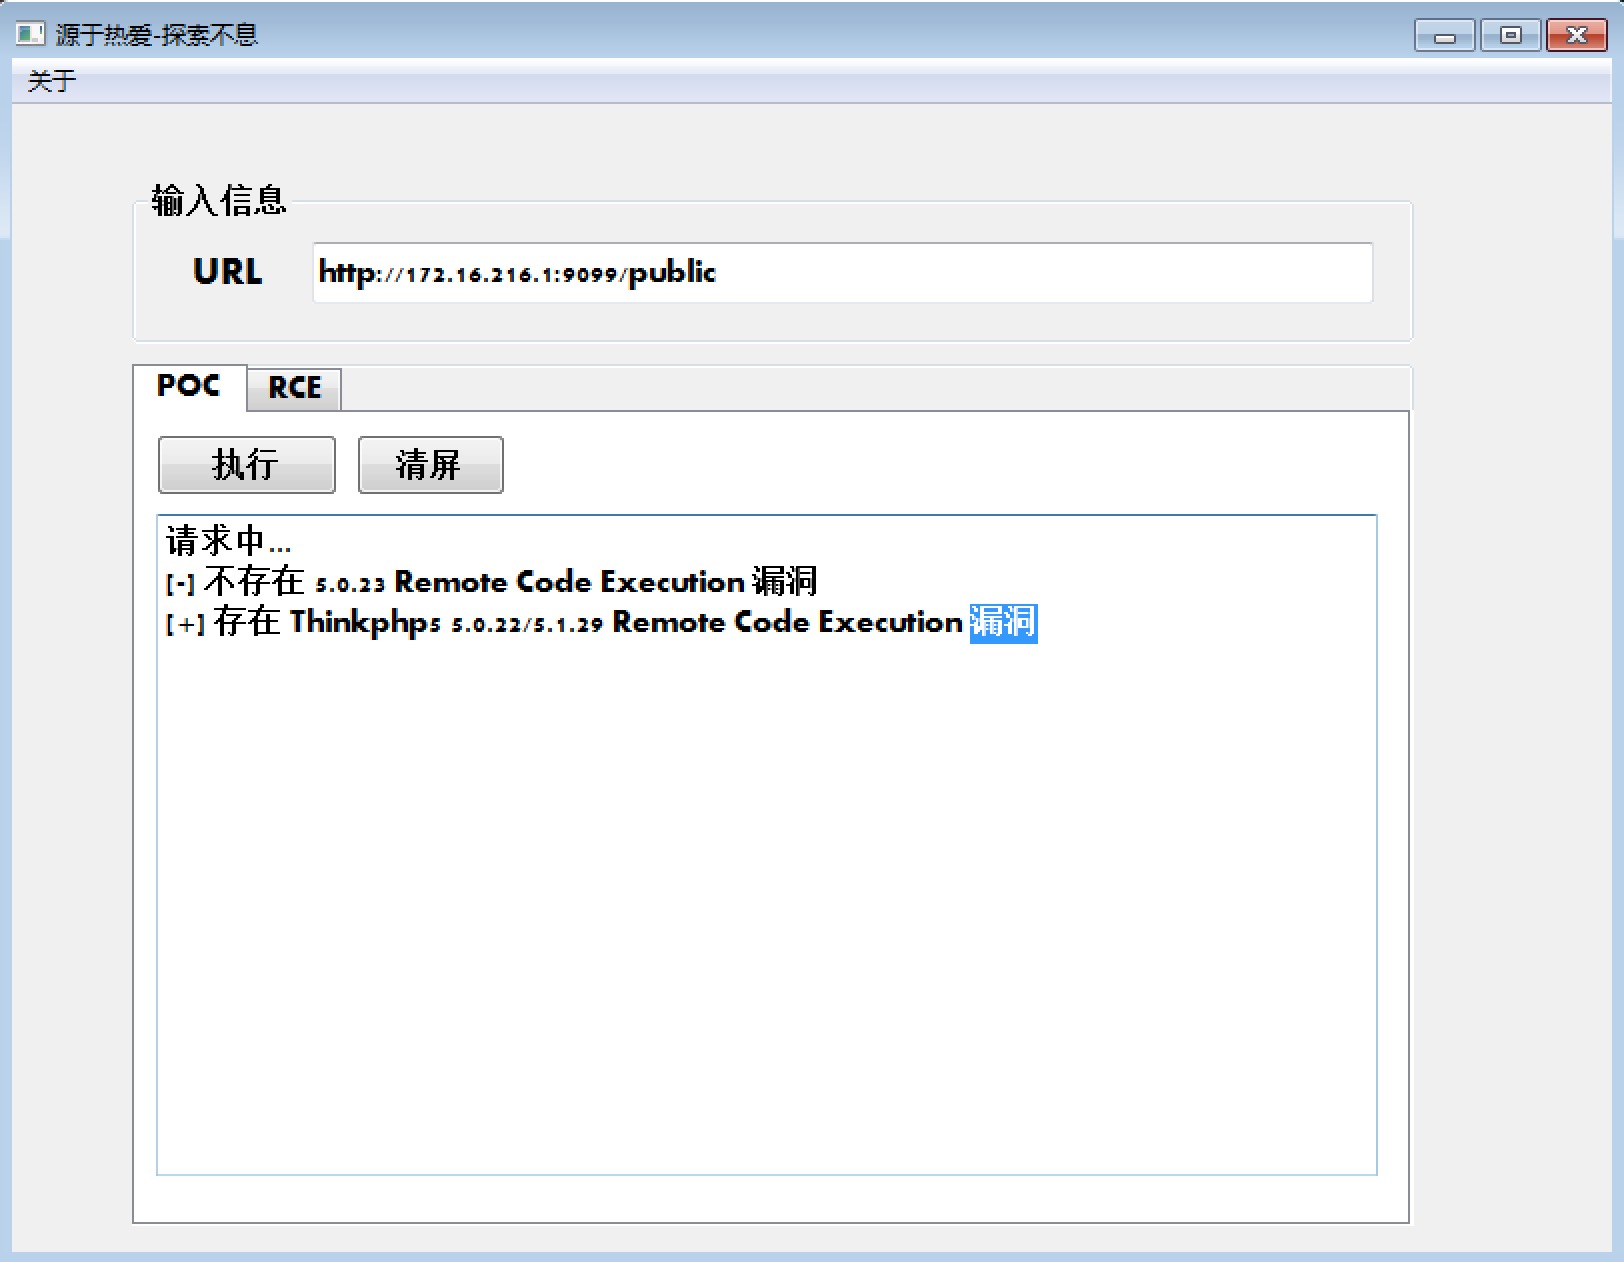 源于热爱-探索不息
关于
输入信息
URL http://172.16.216.1:9099/public
POC RCE
执行 清屏
请求中...
[-] 不存在 5.0.23 Remote Code Execution 漏洞
[+] 存在 Thinkphp5 5.0.22/5.1.29 Remote Code Execution 漏洞